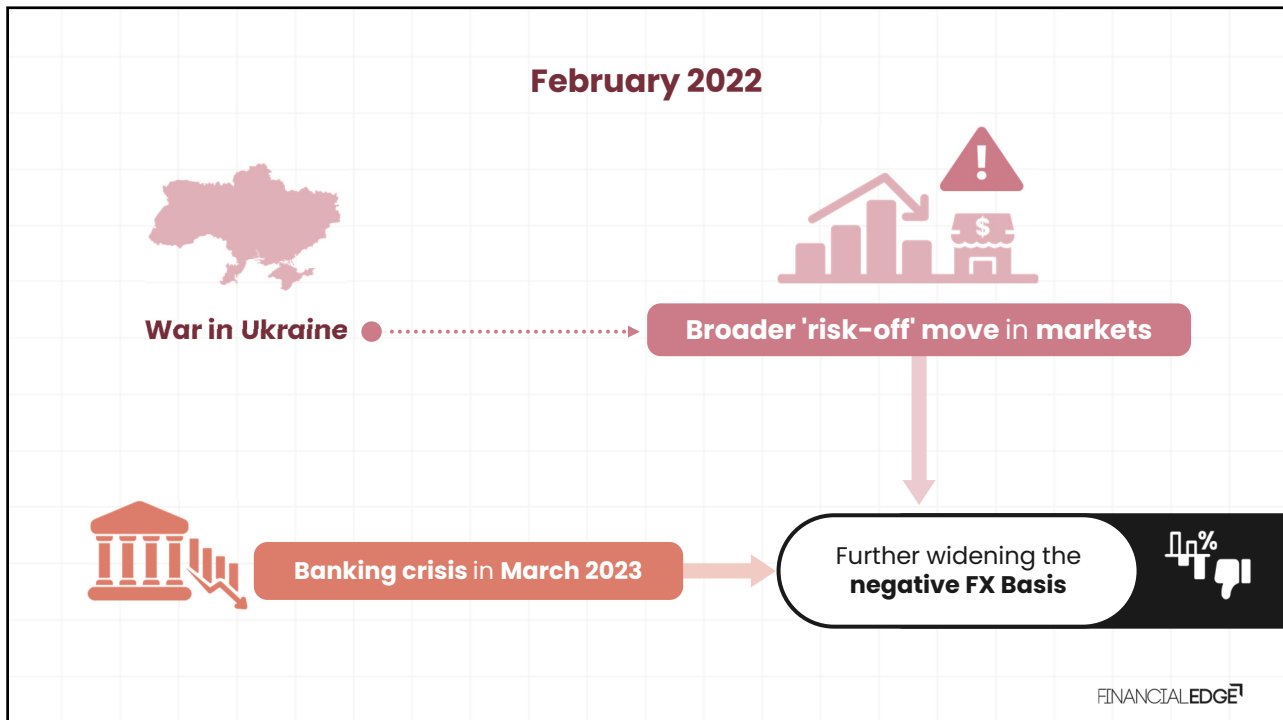 February 2022
!
$
War in Ukraine
Broader 'risk-off' move in markets
Banking crisis in March 2023
Further widening the
negative FX Basis
%
FINANCIALEDGE